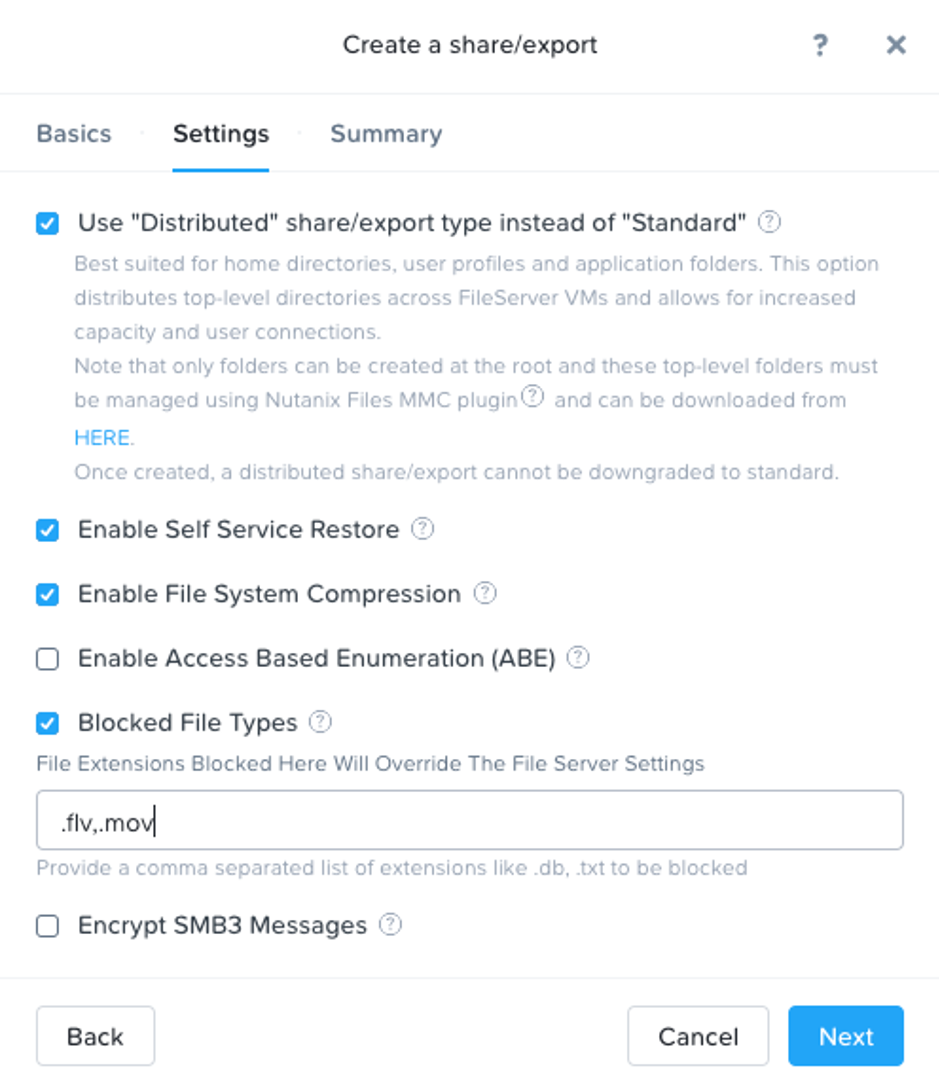 Create a share/export ? ×
Basics · Settings · Summary
Use "Distributed" share/export type instead of "Standard" ?
Best suited for home directories, user profiles and application folders. This option
distributes top-level directories across FileServer VMs and allows for increased
capacity and user connections.
Note that only folders can be created at the root and these top-level folders must
be managed using Nutanix Files MMC plugin ? and can be downloaded from
HERE.
Once created, a distributed share/export cannot be downgraded to standard.
Enable Self Service Restore ?
Enable File System Compression ?
Enable Access Based Enumeration (ABE) ?
Blocked File Types ?
File Extensions Blocked Here Will Override The File Server Settings
.flv,.mov
Provide a comma separated list of extensions like .db, .txt to be blocked
Encrypt SMB3 Messages ?
Back Cancel Next